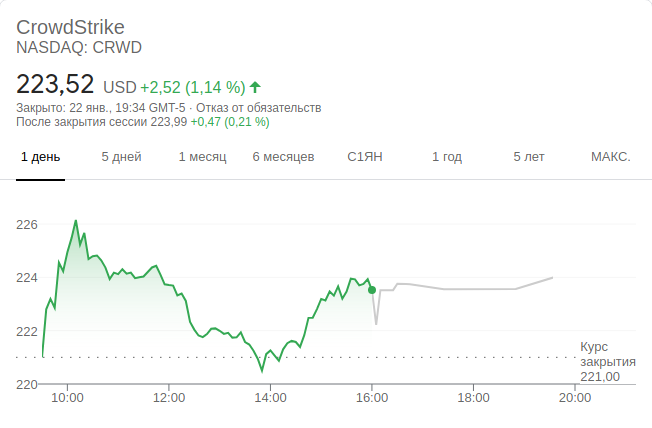 CrowdStrike
NASDAQ: CRWD
223,52 USD +2,52 (1,14 %)
Закрыто: 22 янв., 19:34 GMT-5 · Отказ от обязательств
После закрытия сессии 223,99 +0,47 (0,21 %)
1 день 5 дней 1 месяц 6 месяцев С1ЯН 1 год 5 лет МАКС.
226
224
222
Курс
закрытия
221,00
220
10:00 12:00 14:00 16:00 18:00 20:00